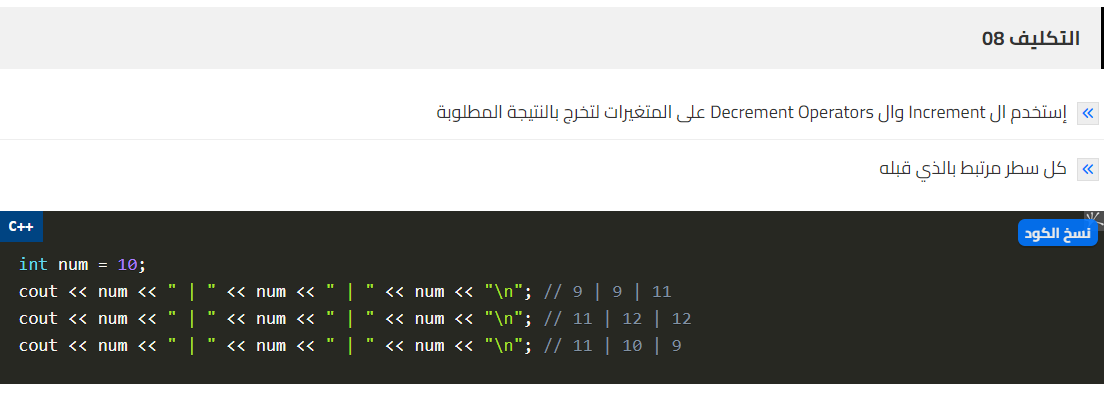 التكليف 08
إستخدم ال Increment وال Decrement Operators على المتغيرات لتخرج بالنتيجة المطلوبة
كل سطر مرتبط بالذي قبله
C++
نسخ الكود
int num = 10;
cout << num << " | " << num << " | " << num << "\n"; // 9 | 9 | 11
cout << num << " | " << num << " | " << num << "\n"; // 11 | 12 | 12
cout << num << " | " << num << " | " << num << "\n"; // 11 | 10 | 9